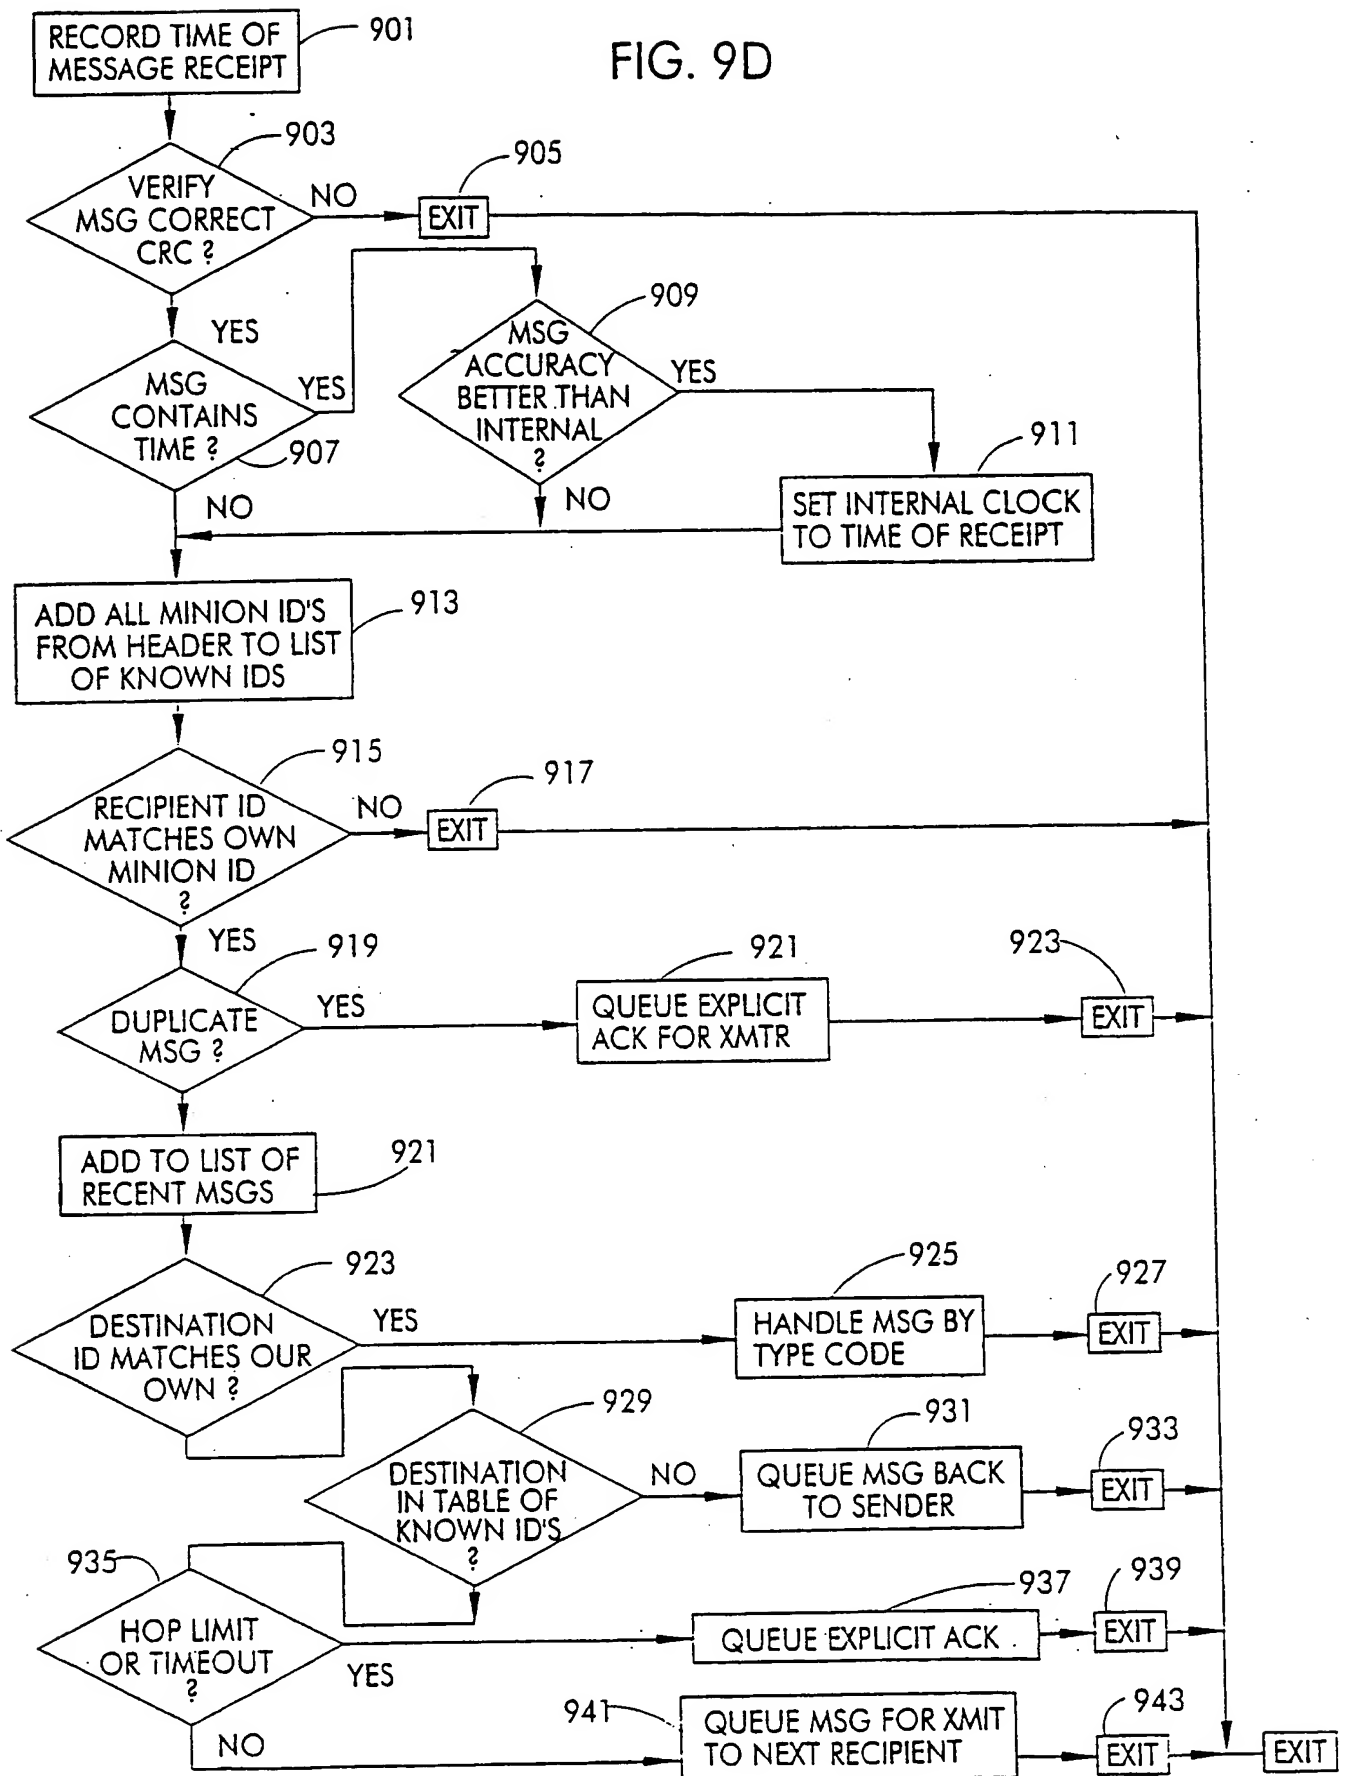 RECORD TIME OF
MESSAGE RECEIPT
901
FIG. 9D
903
VERIFY
MSG CORRECT
CRC ?
NO
905
EXIT
YES
MSG
CONTAINS
TIME ?
907
YES
NO
909
MSG
ACCURACY
BETTER THAN
INTERNAL
?
YES
NO
911
SET INTERNAL CLOCK
TO TIME OF RECEIPT
ADD ALL MINION ID'S
FROM HEADER TO LIST
OF KNOWN IDS
913
915
RECIPIENT ID
MATCHES OWN
MINION ID
?
NO
917
EXIT
YES
919
DUPLICATE
MSG ?
YES
921
QUEUE EXPLICIT
ACK FOR XMTR
923
EXIT
ADD TO LIST OF
RECENT MSGS
921
923
DESTINATION
ID MATCHES OUR
OWN ?
YES
925
HANDLE MSG BY
TYPE CODE
927
EXIT
929
DESTINATION
IN TABLE OF
KNOWN ID'S
?
NO
931
QUEUE MSG BACK
TO SENDER
933
EXIT
935
HOP LIMIT
OR TIMEOUT
?
YES
937
QUEUE EXPLICIT ACK
939
EXIT
NO
941
QUEUE MSG FOR XMIT
TO NEXT RECIPIENT
943
EXIT
EXIT